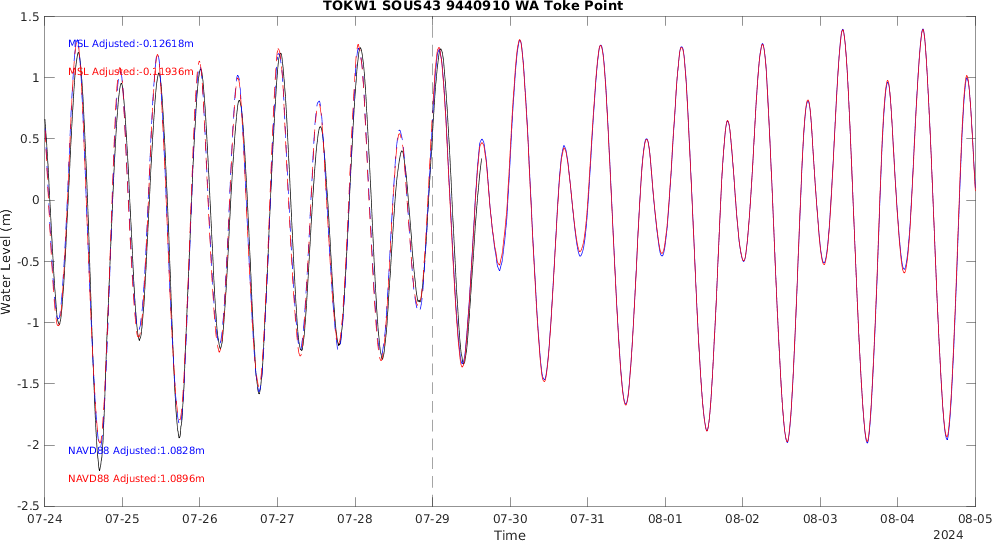 TOKW1 SOUS43 9440910 WA Toke Point
1.5
1
0.5
0
-0.5
-1
-1.5
-2
-2.5
Water Level (m)
MSL Adjusted:-0.12618m
MSL Adjusted:-0.11936m
NAVD88 Adjusted:1.0828m
NAVD88 Adjusted:1.0896m
07-24 07-25 07-26 07-27 07-28 07-29 07-30 07-31 08-01 08-02 08-03 08-04 08-05
Time
2024